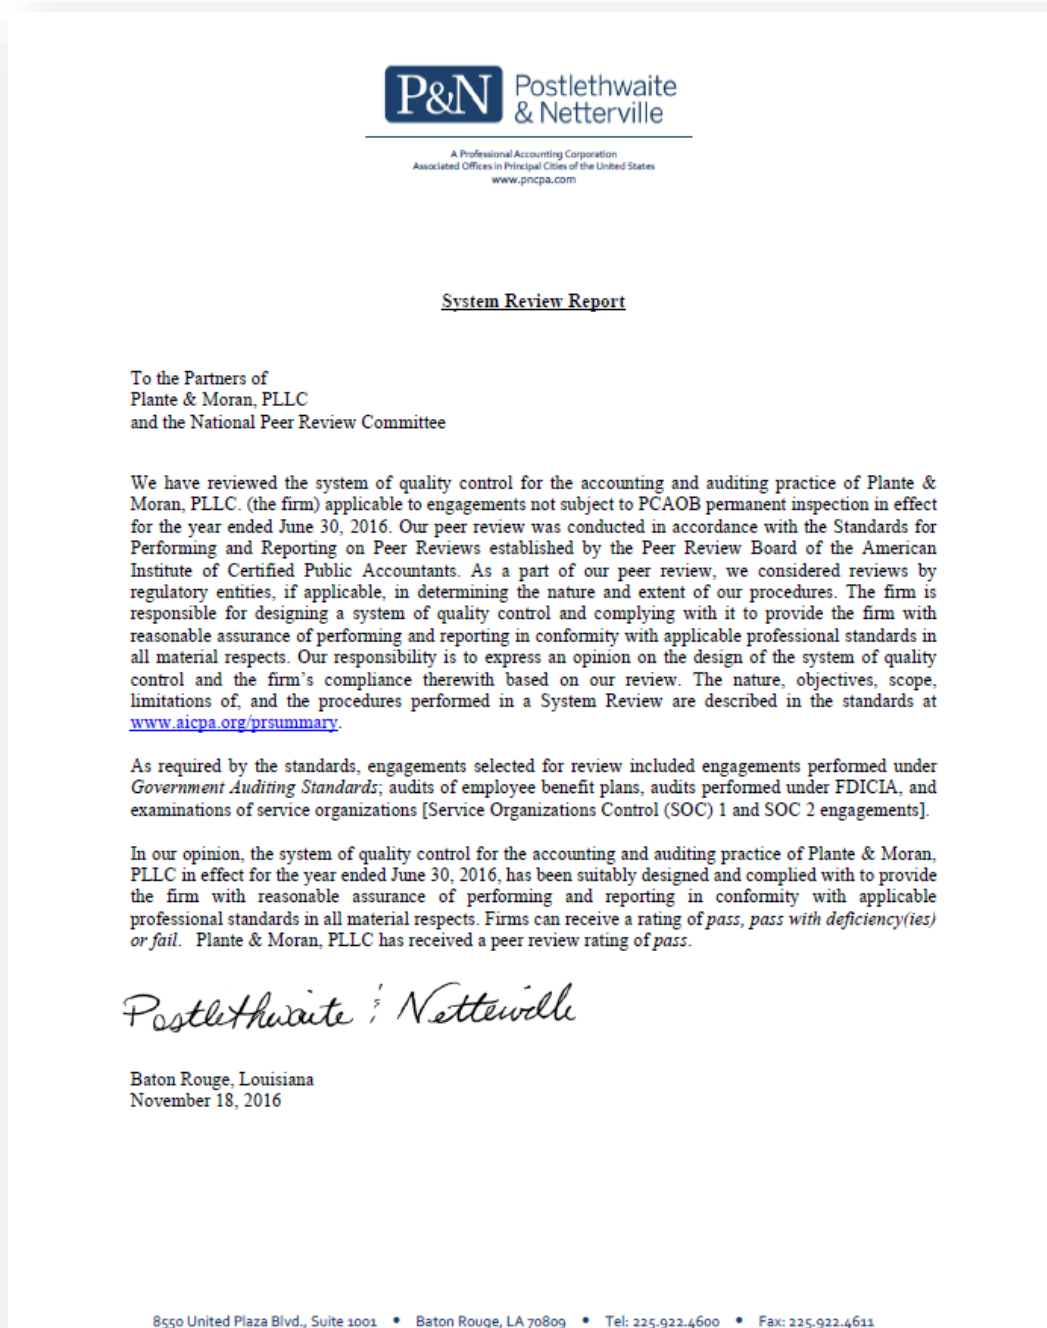 P&N Postlethwaite
& Netterville
A Professional Accounting Corporation
Associated Offices in Principal Cities of the United States
www.pncpa.com
System Review Report
To the Partners of
Plante & Moran, PLLC
and the National Peer Review Committee
We have reviewed the system of quality control for the accounting and auditing practice of Plante &
Moran, PLLC. (the firm) applicable to engagements not subject to PCAOB permanent inspection in effect
for the year ended June 30, 2016. Our peer review was conducted in accordance with the Standards for
Performing and Reporting on Peer Reviews established by the Peer Review Board of the American
Institute of Certified Public Accountants. As a part of our peer review, we considered reviews by
regulatory entities, if applicable, in determining the nature and extent of our procedures. The firm is
responsible for designing a system of quality control and complying with it to provide the firm with
reasonable assurance of performing and reporting in conformity with applicable professional standards in
all material respects. Our responsibility is to express an opinion on the design of the system of quality
control and the firm's compliance therewith based on our review. The nature, objectives, scope,
limitations of, and the procedures performed in a System Review are described in the standards at
www.aicpa.org/prsummary.
As required by the standards, engagements selected for review included engagements performed under
Government Auditing Standards; audits of employee benefit plans, audits performed under FDICIA, and
examinations of service organizations [Service Organizations Control (SOC) 1 and SOC 2 engagements].
In our opinion, the system of quality control for the accounting and auditing practice of Plante & Moran,
PLLC in effect for the year ended June 30, 2016, has been suitably designed and complied with to provide
the firm with reasonable assurance of performing and reporting in conformity with applicable
professional standards in all material respects. Firms can receive a rating of pass, pass with deficiency(ies)
or fail. Plante & Moran, PLLC has received a peer review rating of pass.
Postlethwaite & Netterville
Baton Rouge, Louisiana
November 18, 2016
8550 United Plaza Blvd., Suite 1001 • Baton Rouge, LA 70809 • Tel: 225.922.4600 • Fax: 225.922.4611